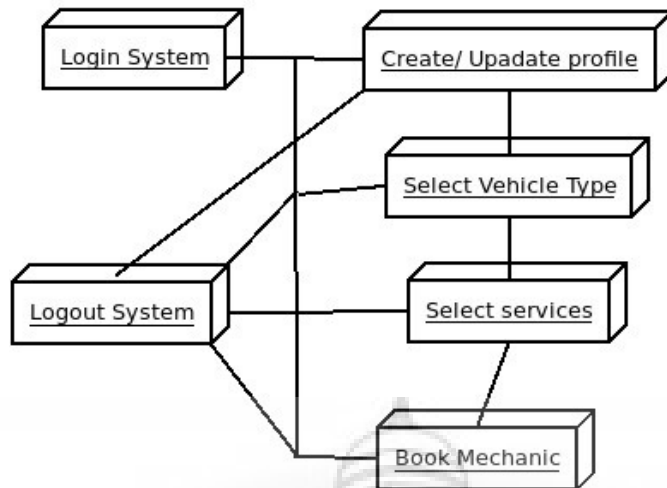 Login System
Create/ Upadate profile
Select Vehicle Type
Logout System
Select services
Book Mechanic